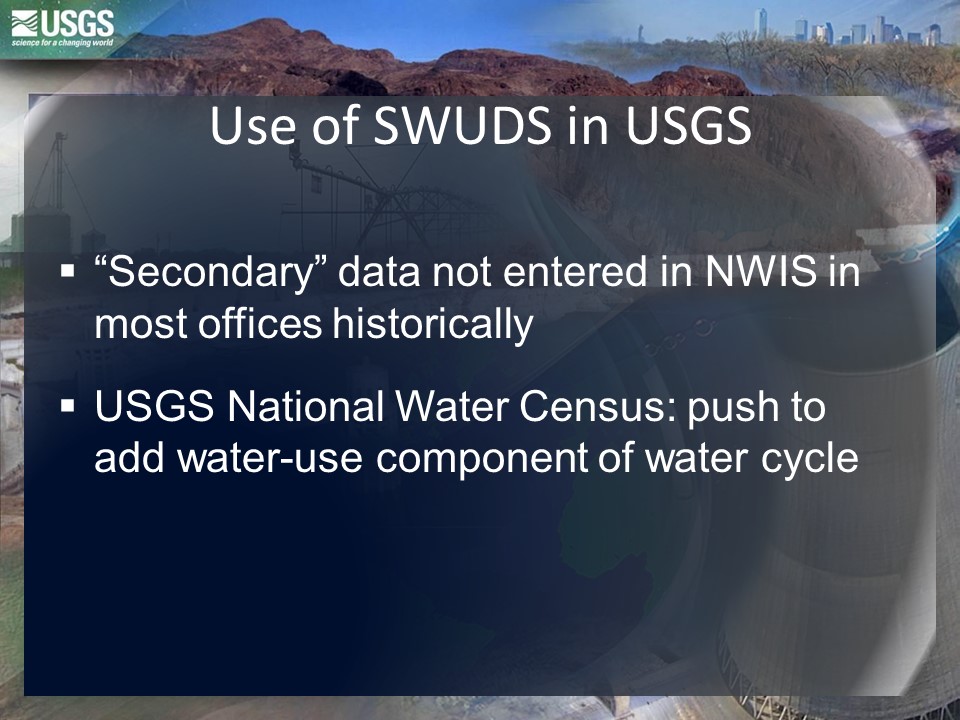 USGS
science for a changing world
Use of SWUDS in USGS
▪ “Secondary” data not entered in NWIS in
most offices historically
▪ USGS National Water Census: push to
add water-use component of water cycle